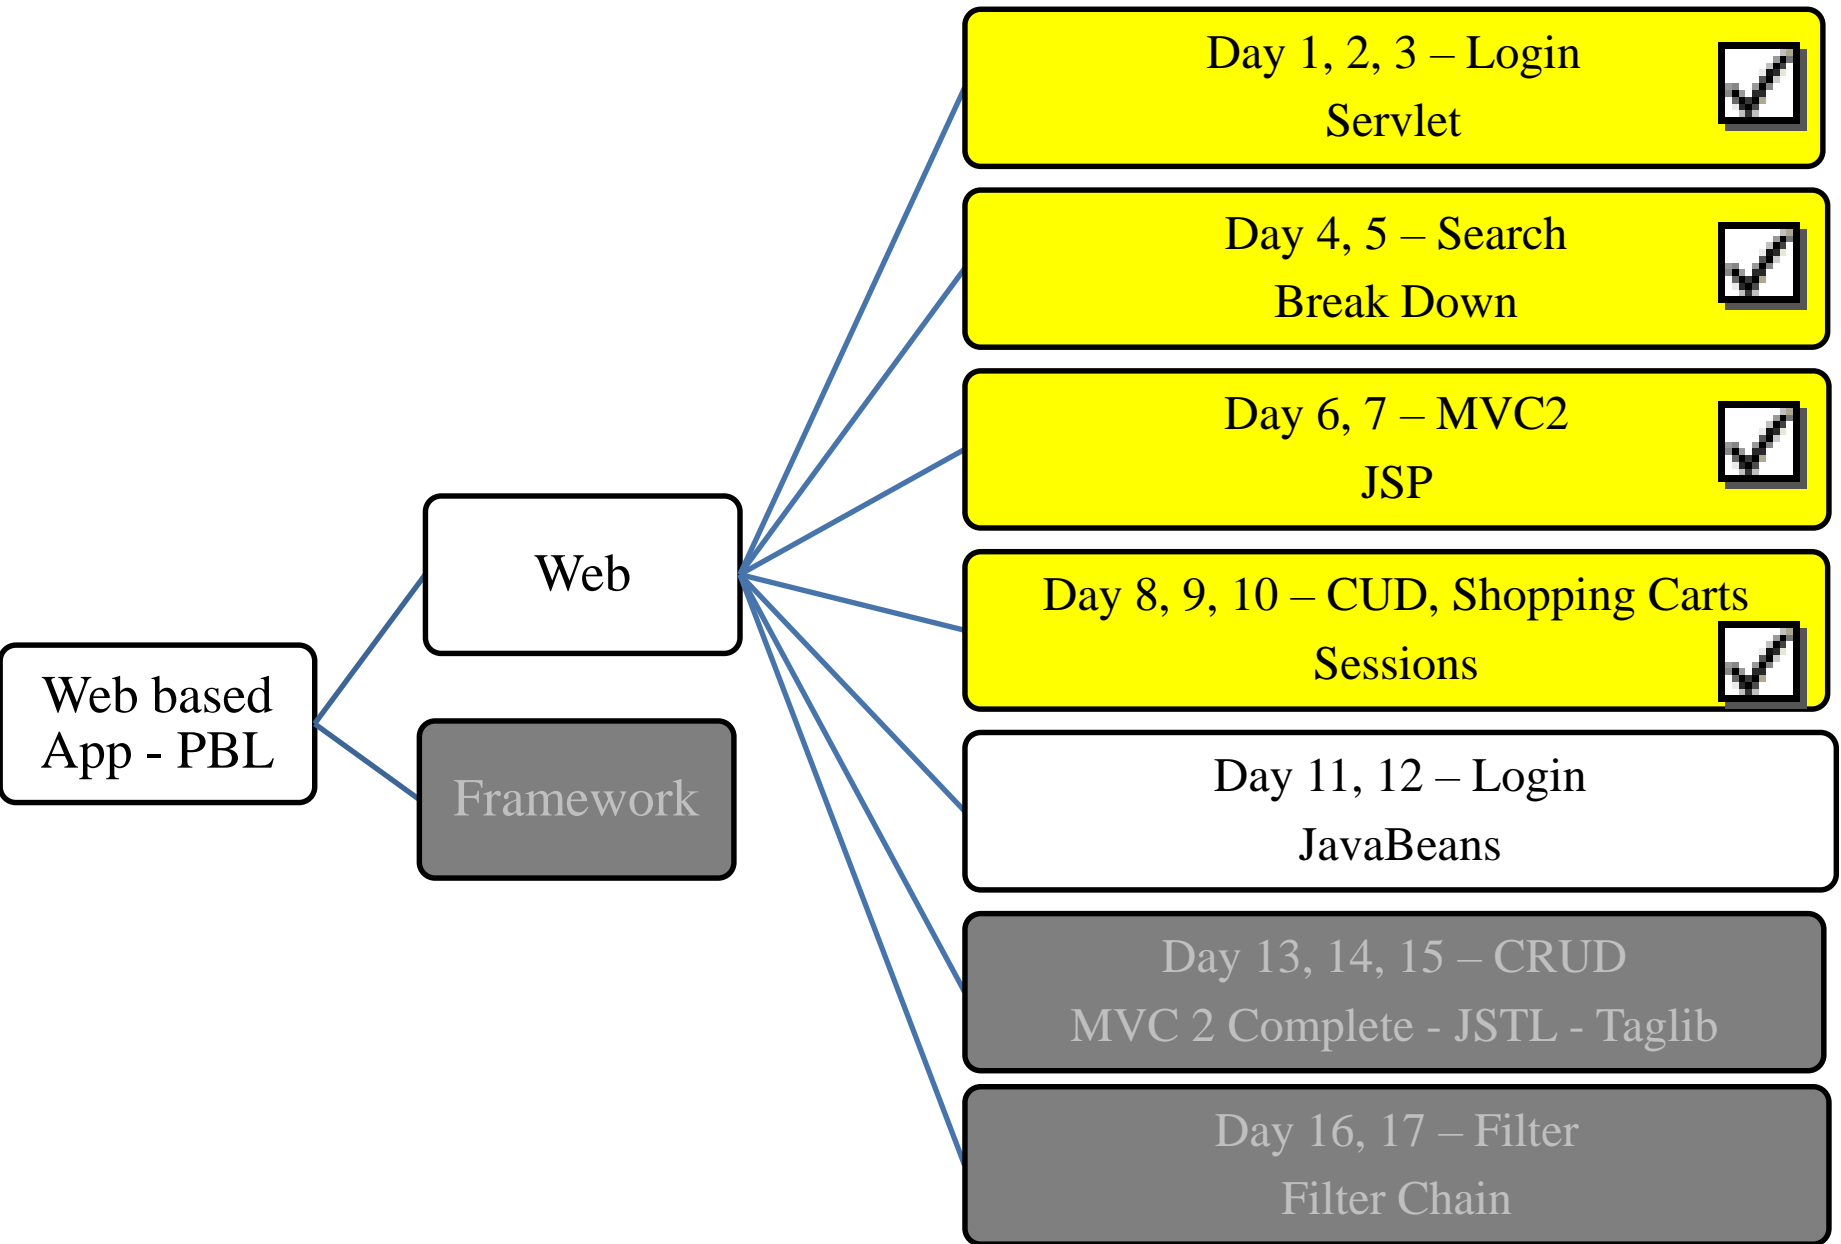 Web based
App - PBL
Web
Framework
Day 1, 2, 3 – Login
Servlet
Day 4, 5 – Search
Break Down
Day 6, 7 – MVC2
JSP
Day 8, 9, 10 – CUD, Shopping Carts
Sessions
Day 11, 12 – Login
JavaBeans
Day 13, 14, 15 – CRUD
MVC 2 Complete - JSTL - Taglib
Day 16, 17 – Filter
Filter Chain